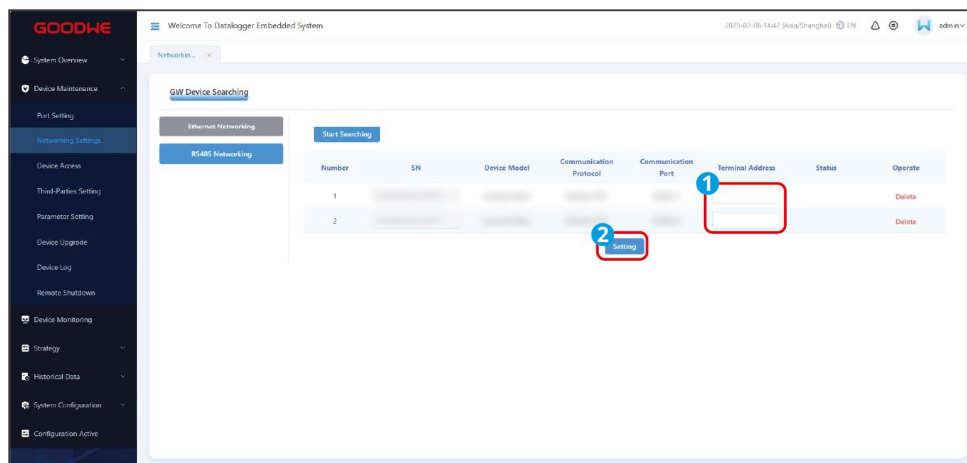 GOODWE
Welcome To Datalogger Embedded System
2025-02-06 14:42 (Asia/Shanghai) EN
admin
System Overview
Networkin... ×
Device Maintenance
GW Device Searching
Port Setting
Ethernet Networking
Start Searching
Networking Settings
RS485 Networking
Number SN Device Model Communication Protocol Communication Port Terminal Address Status Operate
Device Access
1 Delete
Third-Parties Setting
2 Delete
Parameter Setting
Setting
Device Upgrade
Device Log
Remote Shutdown
Device Monitoring
Strategy
Historical Data
System Configuration
Configuration Active
1
2